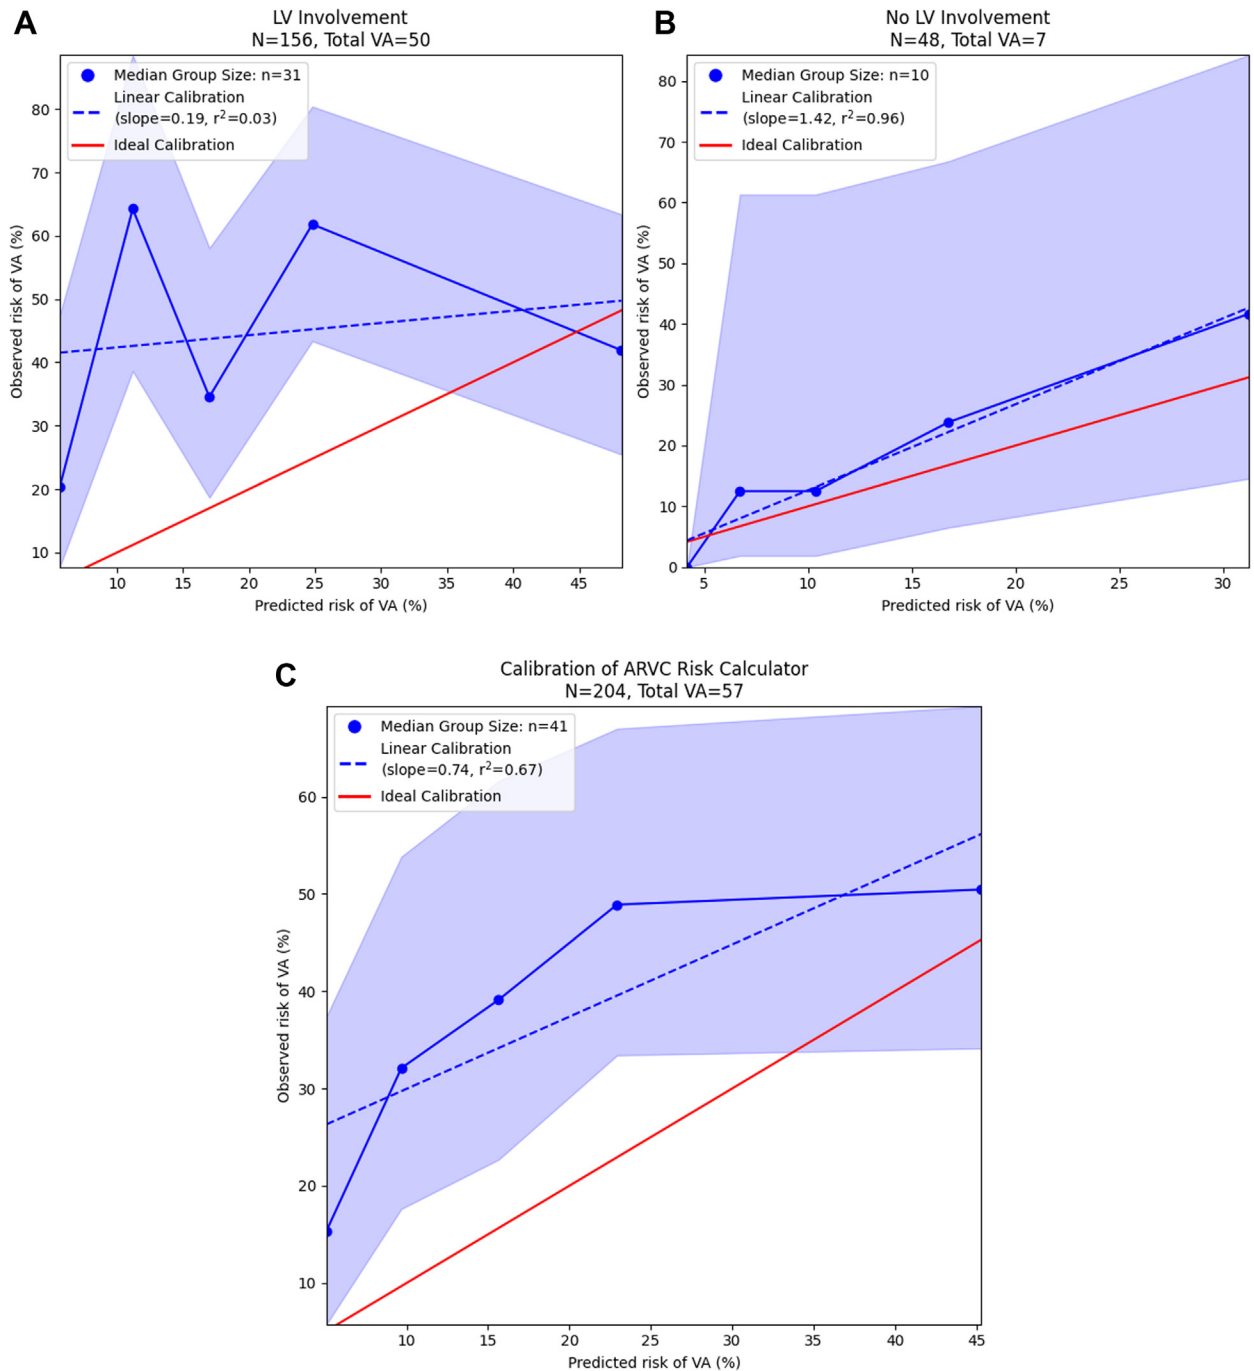 A
LV Involvement
N=156, Total VA=50
Median Group Size: n=31
Linear Calibration
(slope=0.19, r²=0.03)
Ideal Calibration
Observed risk of VA (%)
80
70
60
50
40
30
20
10
10 15 20 25 30 35 40 45
Predicted risk of VA (%)
B
No LV Involvement
N=48, Total VA=7
Median Group Size: n=10
Linear Calibration
(slope=1.42, r²=0.96)
Ideal Calibration
Observed risk of VA (%)
80
70
60
50
40
30
20
10
0
5 10 15 20 25 30
Predicted risk of VA (%)
C
Calibration of ARVC Risk Calculator
N=204, Total VA=57
Median Group Size: n=41
Linear Calibration
(slope=0.74, r²=0.67)
Ideal Calibration
Observed risk of VA (%)
60
50
40
30
20
10
10 15 20 25 30 35 40 45
Predicted risk of VA (%)